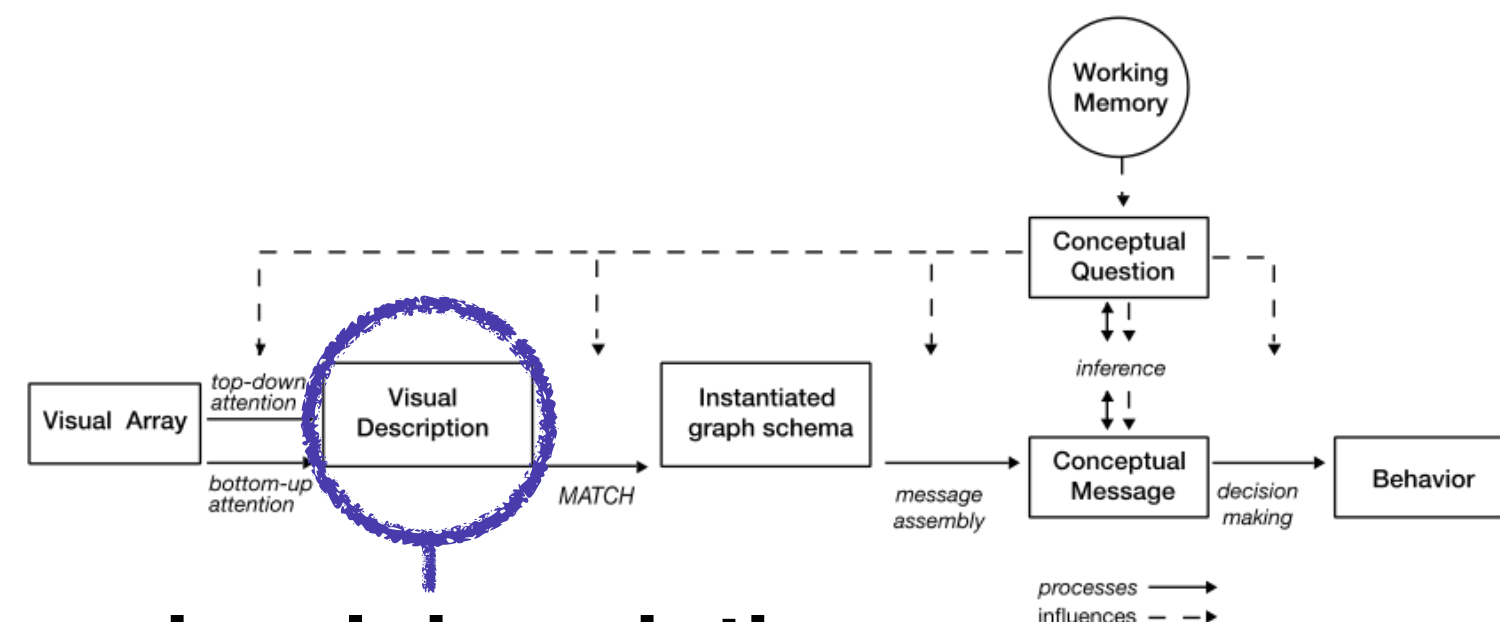 Working
Memory
Conceptual
Question
top-down
attention
Visual Array
Visual
Description
Instantiated
graph schema
inference
bottom-up
attention
MATCH
message
assembly
Conceptual
Message
decision
making
Behavior
processes
influences